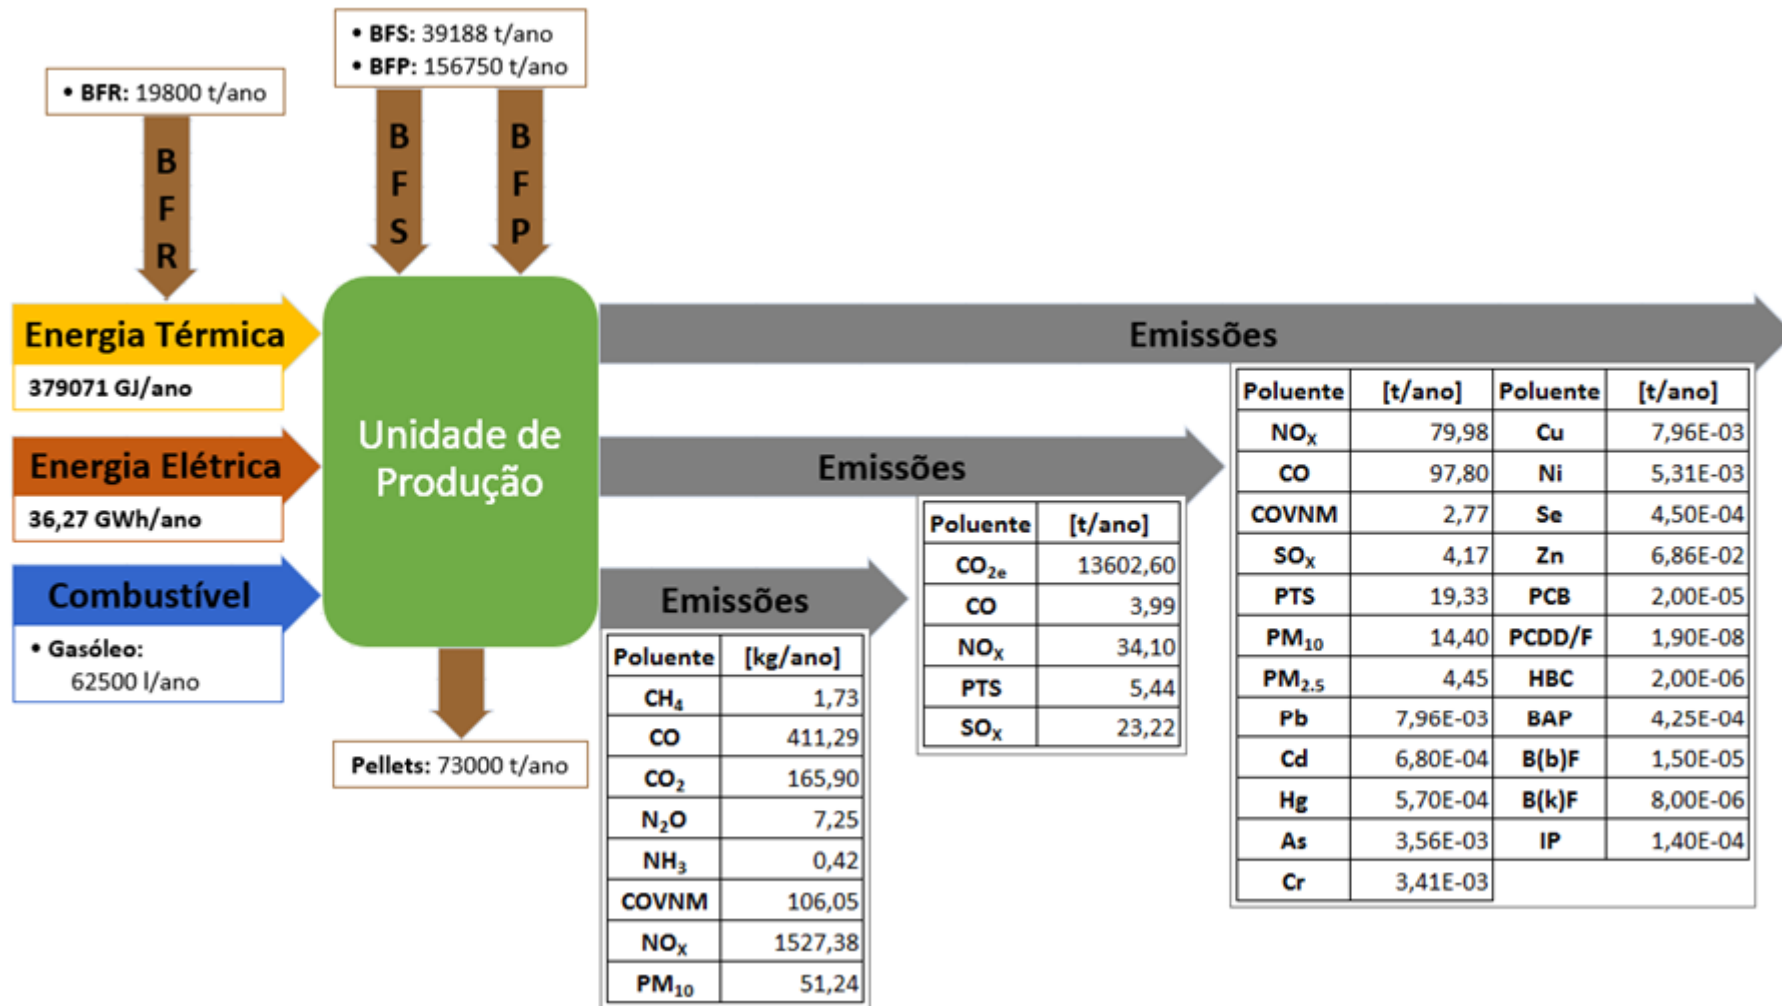 • BFS: 39188 t/ano
• BFP: 156750 t/ano
• BFR: 19800 t/ano
B
F
R
B
F
S
B
F
P
Energia Térmica
379071 GJ/ano
Energia Elétrica
36,27 GWh/ano
Combustível
• Gasóleo:
62500 l/ano
Unidade de
Produção
Pellets: 73000 t/ano
Emissões
Poluente [t/ano] Poluente [t/ano]
NOX 79,98 Cu 7,96E-03
CO 97,80 Ni 5,31E-03
COVNM 2,77 Se 4,50E-04
SOX 4,17 Zn 6,86E-02
PTS 19,33 PCB 2,00E-05
PM10 14,40 PCDD/F 1,90E-08
PM2.5 4,45 HBC 2,00E-06
Pb 7,96E-03 BAP 4,25E-04
Cd 6,80E-04 B(b)F 1,50E-05
Hg 5,70E-04 B(k)F 8,00E-06
As 3,56E-03 IP 1,40E-04
Cr 3,41E-03
Emissões
Poluente [t/ano]
CO2e 13602,60
CO 3,99
NOX 34,10
PTS 5,44
SOX 23,22
Emissões
Poluente [kg/ano]
CH4 1,73
CO 411,29
CO2 165,90
N2O 7,25
NH3 0,42
COVNM 106,05
NOX 1527,38
PM10 51,24